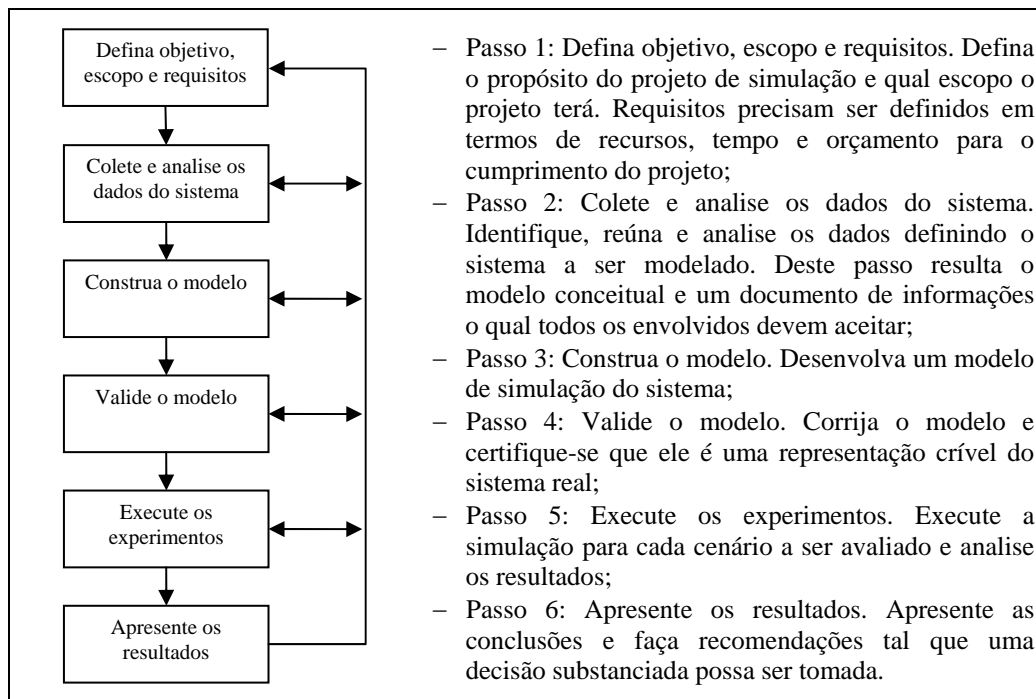 Defina objetivo,
escopo e requisitos
Colete e analise os
dados do sistema
Construa o modelo
Valide o modelo
Execute os
experimentos
Apresente os
resultados
– Passo 1: Defina objetivo, escopo e requisitos. Defina
o propósito do projeto de simulação e qual escopo o
projeto terá. Requisitos precisam ser definidos em
termos de recursos, tempo e orçamento para o
cumprimento do projeto;
– Passo 2: Colete e analise os dados do sistema.
Identifique, reúna e analise os dados definindo o
sistema a ser modelado. Deste passo resulta o
modelo conceitual e um documento de informações
o qual todos os envolvidos devem aceitar;
– Passo 3: Construa o modelo. Desenvolva um modelo
de simulação do sistema;
– Passo 4: Valide o modelo. Corrija o modelo e
certifique-se que ele é uma representação crível do
sistema real;
– Passo 5: Execute os experimentos. Execute a
simulação para cada cenário a ser avaliado e analise
os resultados;
– Passo 6: Apresente os resultados. Apresente as
conclusões e faça recomendações tal que uma
decisão substanciada possa ser tomada.